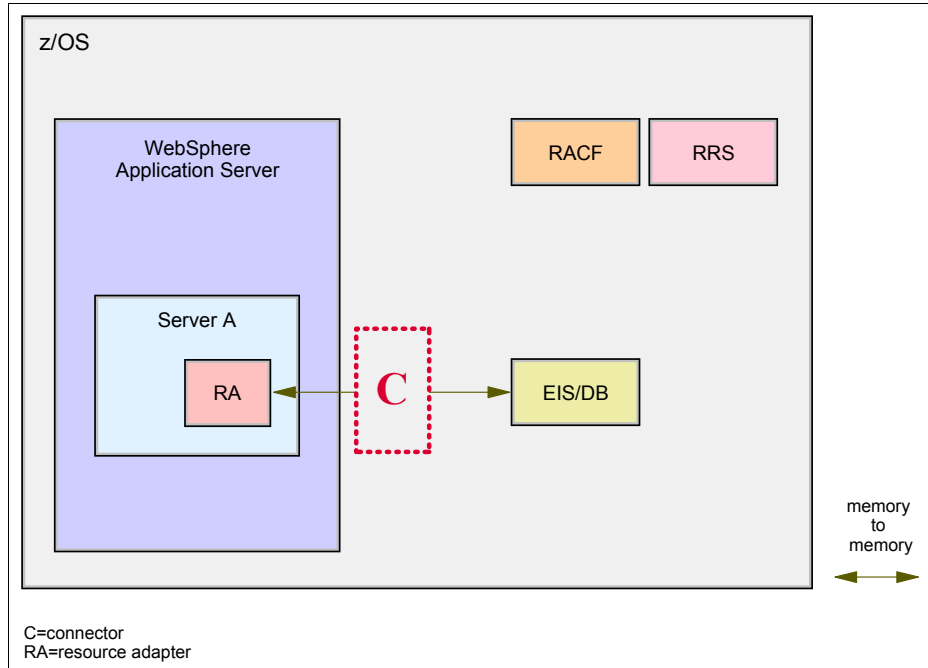 z/OS
WebSphere
Application Server
RACF
RRS
Server A
RA
C
EIS/DB
memory
to
memory
C=connector
RA=resource adapter